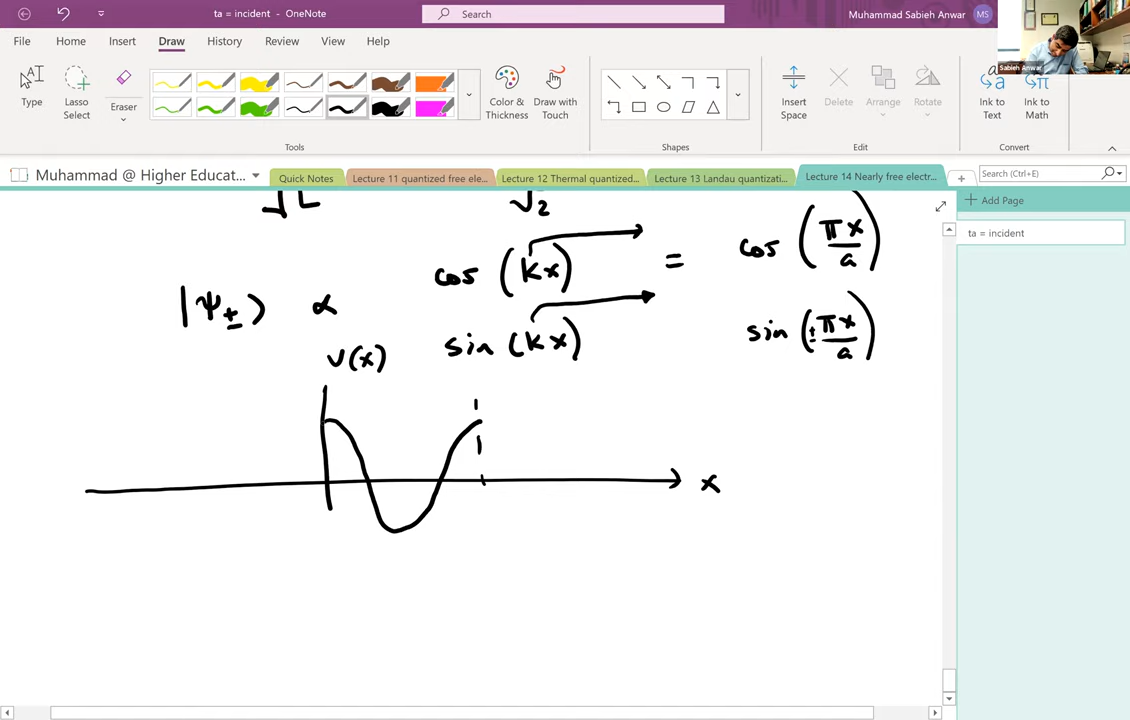 ta = incident - OneNote
Search
Muhammad Sabieh Anwar
MS
Sabieh Anwar
File Home Insert Draw History Review View Help
Type
Lasso Select
Eraser
Color & Thickness
Draw with Touch
Insert Space
Delete
Arrange
Rotate
Ink to Text
Ink to Math
Tools
Shapes
Edit
Convert
Muhammad @ Higher Educat...
Quick Notes
Lecture 11 quantized free ele...
Lecture 12 Thermal quantized...
Lecture 13 Landau quantizati...
Lecture 14 Nearly free electr...
Search (Ctrl+E)
Add Page
ta = incident
√L √2
cos (kx) = cos (πx/a)
|Ψ±⟩ ∝
sin (kx) sin (±πx/a)
V(x)
x